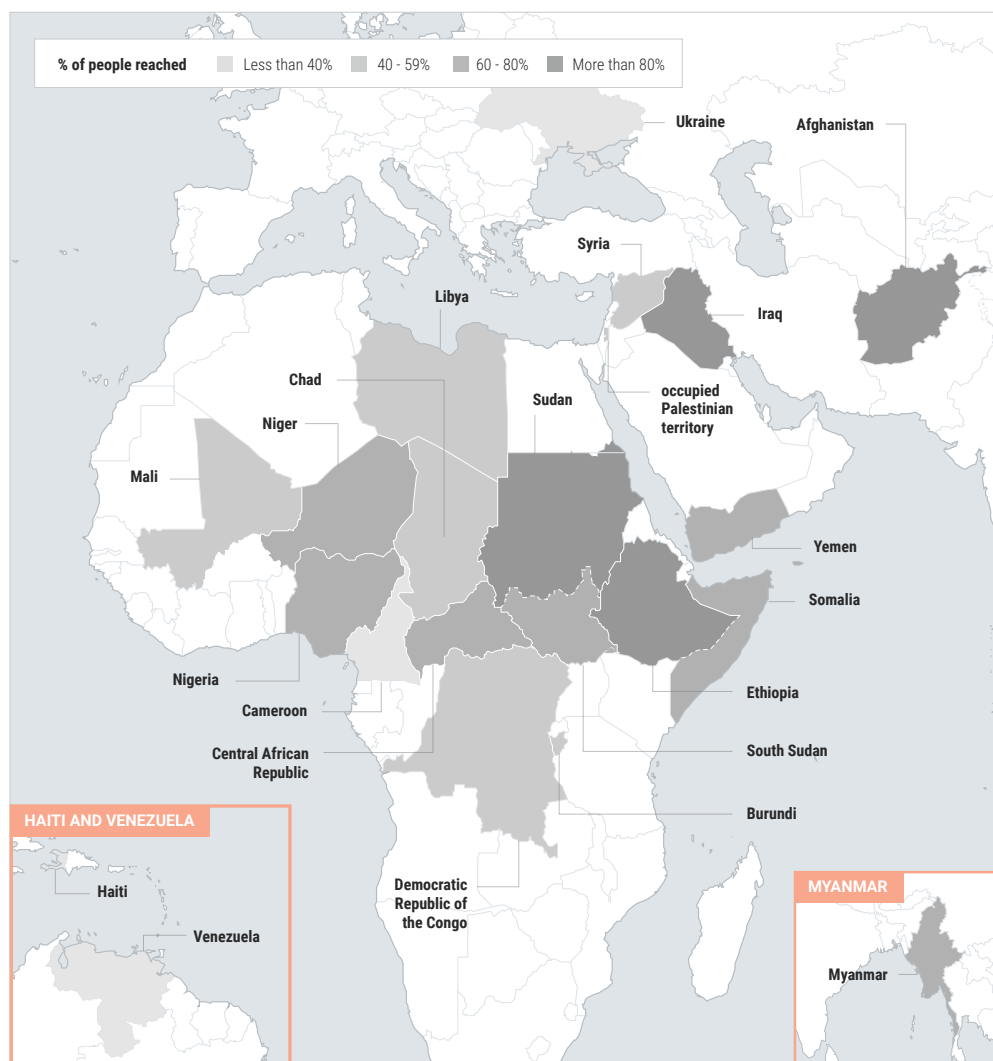 % of people reached Less than 40% 40 - 59% 60 - 80% More than 80%
Ukraine
Afghanistan
Syria
Libya
Iraq
Chad
occupied
Palestinian
territory
Sudan
Niger
Mali
Yemen
Somalia
Nigeria
Ethiopia
Cameroon
Central African
Republic
South Sudan
Burundi
HAITI AND VENEZUELA
Haiti
Venezuela
Democratic
Republic of
the Congo
MYANMAR
Myanmar